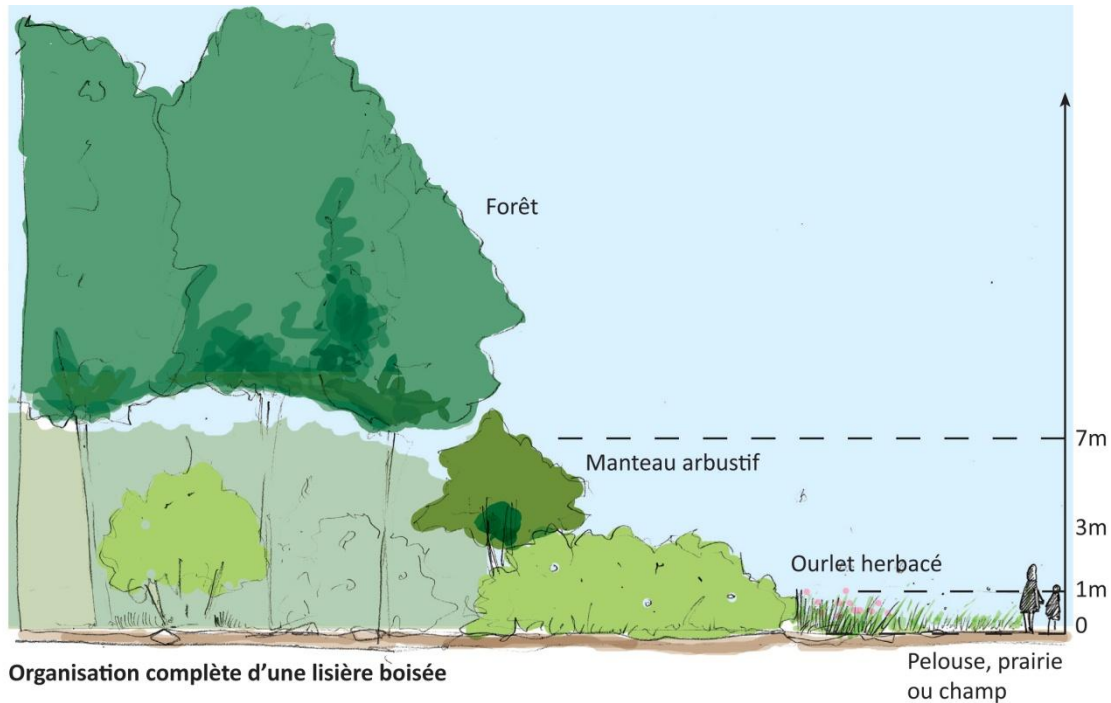 Forêt
7m
Manteau arbustif
3m
Ourlet herbacé
1m
0
Organisation complète d'une lisière boisée
Pelouse, prairie
ou champ